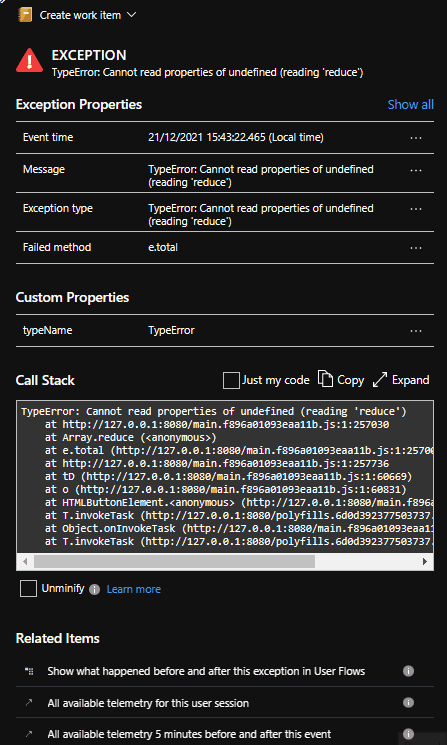 Create work item
EXCEPTION
TypeError: Cannot read properties of undefined (reading 'reduce')
Exception Properties
Show all
Event time 21/12/2021 15:43:22.465 (Local time) ...
Message TypeError: Cannot read properties of undefined
(reading 'reduce') ...
Exception type TypeError: Cannot read properties of undefined
(reading 'reduce') ...
Failed method e.total ...
Custom Properties
typeName TypeError ...
Call Stack
Just my code Copy Expand
TypeError: Cannot read properties of undefined (reading 'reduce')
at http://127.0.0.1:8080/main.f896a01093eaa11b.js:1:257030
at Array.reduce (<anonymous>)
at e.total (http://127.0.0.1:8080/main.f896a01093eaa11b.js:1:25700
at http://127.0.0.1:8080/main.f896a01093eaa11b.js:1:257736
at tD (http://127.0.0.1:8080/main.f896a01093eaa11b.js:1:60669)
at o (http://127.0.0.1:8080/main.f896a01093eaa11b.js:1:60831)
at HTMLButtonElement.<anonymous> (http://127.0.0.1:8080/main.f896a
at T.invokeTask (http://127.0.0.1:8080/polyfills.6d0d392377503737.
at Object.onInvokeTask (http://127.0.0.1:8080/main.f896a01093eaa11
at T.invokeTask (http://127.0.0.1:8080/polyfills.6d0d392377503737.
Unminify Learn more
Related Items
Show what happened before and after this exception in User Flows
All available telemetry for this user session
All available telemetry 5 minutes before and after this event